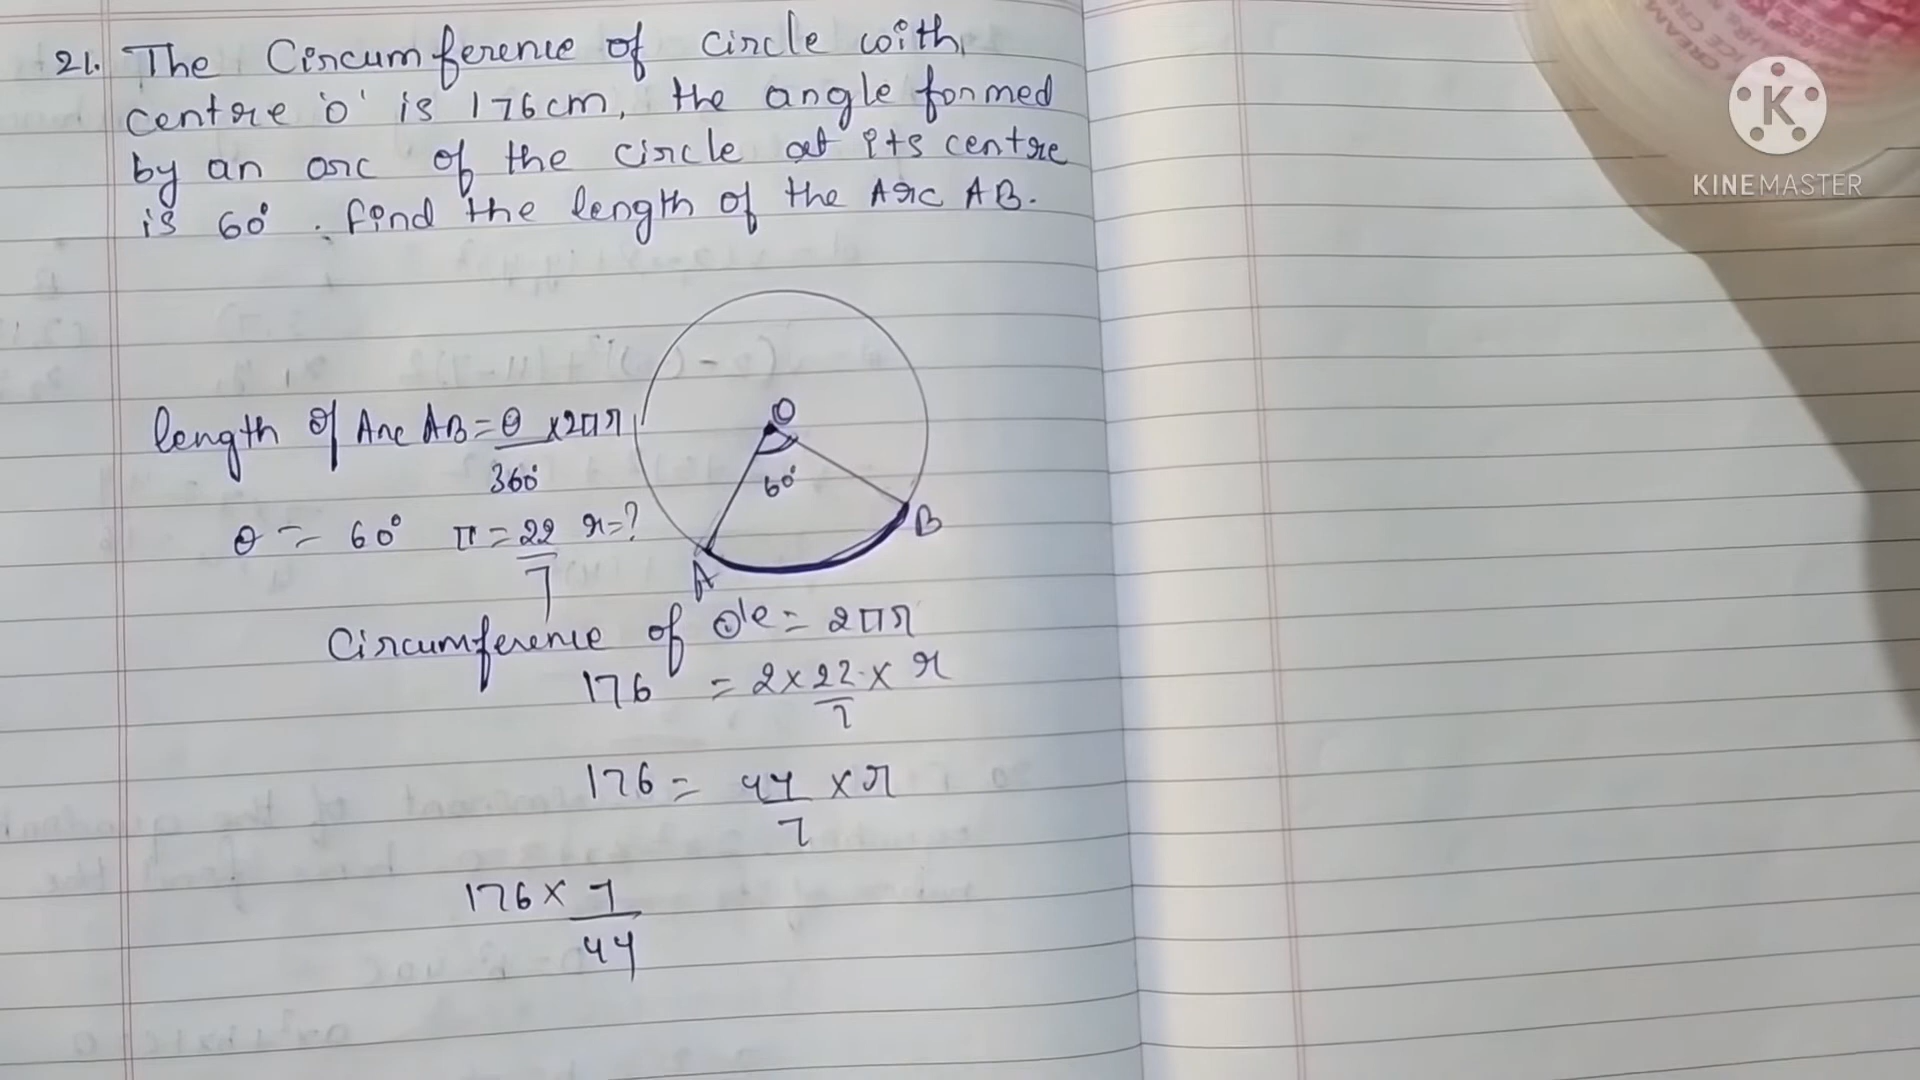 21. The Circumference of circle with
centre 'o' is 176cm, the angle formed
by an arc of the circle at its centre
is 60°. find the length of the Arc AB.
length of Arc AB = θ/360° × 2πr
O
60°
A
B
θ = 60° π = 22/7 r=?
Circumference of ⊙le = 2πr
176 = 2 × 22/7 × r
176 = 44/7 × r
176 × 7/44
KINEMASTER